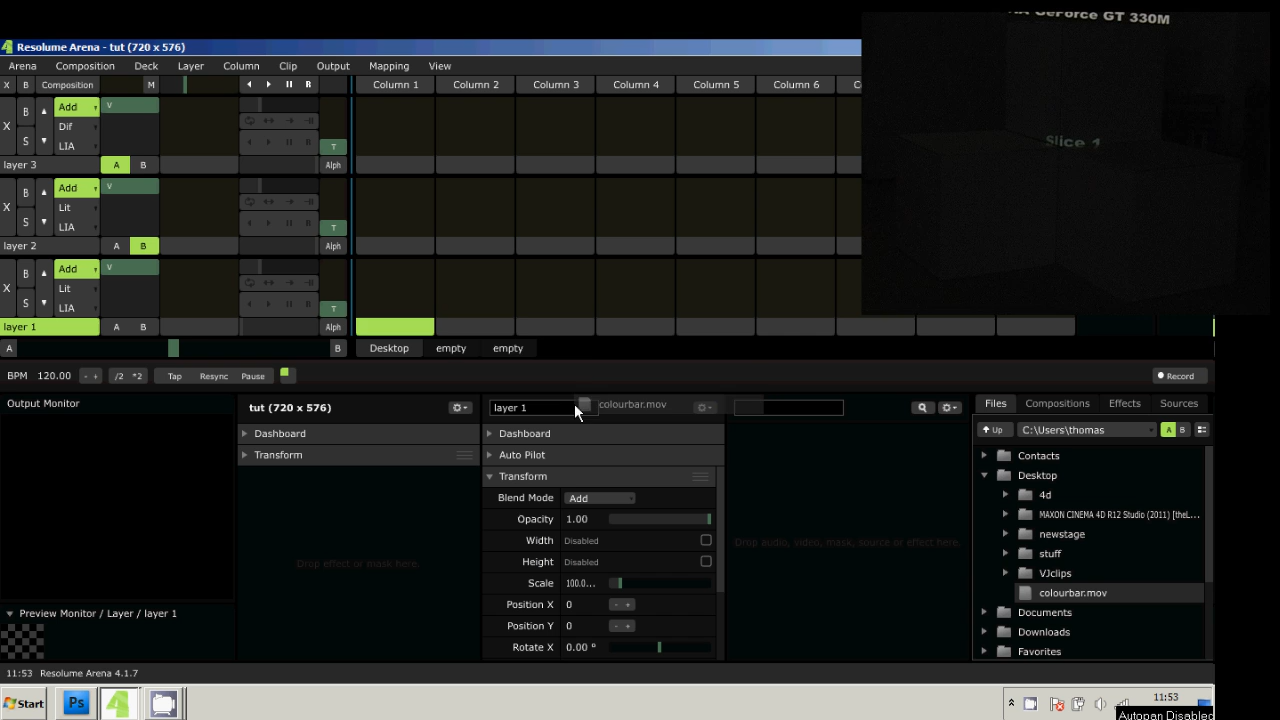 GeForce GT 330M
Slice 1
Resolume Arena - tut (720 x 576)
Arena Composition Deck Layer Column Clip Output Mapping View
X B Composition M R Column 1 Column 2 Column 3 Column 4 Column 5 Column 6
X B S Add Dif LIA V T
layer 3 A B Alph
X B S Add Lit LIA V T
layer 2 A B Alph
X B S Add Lit LIA V T
layer 1 A B Alph
A B Desktop empty empty
BPM 120.00 - + /2 *2 Tap Resync Pause Record
Output Monitor
Preview Monitor / Layer / layer 1
tut (720 x 576)
Dashboard
Transform
Drop effect or mask here.
layer 1 colourbar.mov
Dashboard
Auto Pilot
Transform
Blend Mode Add
Opacity 1.00
Width Disabled
Height Disabled
Scale 100.0...
Position X 0 - +
Position Y 0 - +
Rotate X 0.00 °
Drop audio, video, mask, source or effect here.
Files Compositions Effects Sources
Up C:\Users\thomas A B
Contacts
Desktop
4d
MAXON CINEMA 4D R12 Studio (2011) [theL...
newstage
stuff
VJclips
colourbar.mov
Documents
Downloads
Favorites
11:53 Resolume Arena 4.1.7
Start Ps 11:53
Autopan Disabled